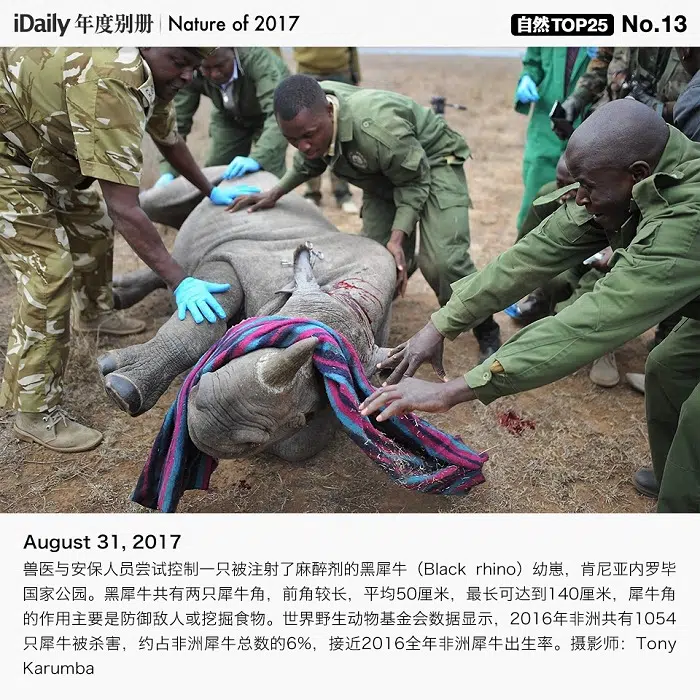 iDaily 年度别册 Nature of 2017 自然TOP25 No.13
August 31, 2017
兽医与安保人员尝试控制一只被注射了麻醉剂的黑犀牛（Black rhino）幼崽，肯尼亚内罗毕
国家公园。黑犀牛共有两只犀牛角，前角较长，平均50厘米，最长可达到140厘米，犀牛角
的作用主要是防御敌人或挖掘食物。世界野生动物基金会数据显示，2016年非洲共有1054
只犀牛被杀害，约占非洲犀牛总数的6%，接近2016全年非洲犀牛出生率。摄影师：Tony
Karumba